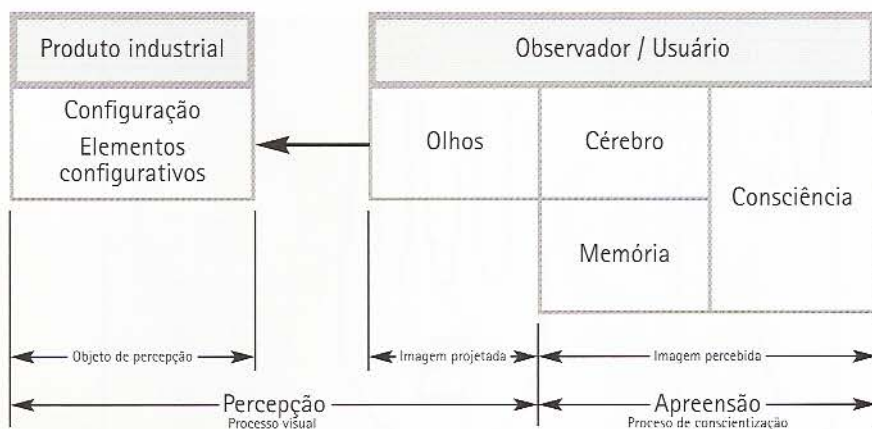 Produto industrial
Observador / Usuário
Configuração
Elementos
configurativos
Olhos
Cérebro
Consciência
Memória
Objeto de percepção
Imagem projetada
Imagem percebida
Percepção
Processo visual
Apreensão
Proceso de conscientização